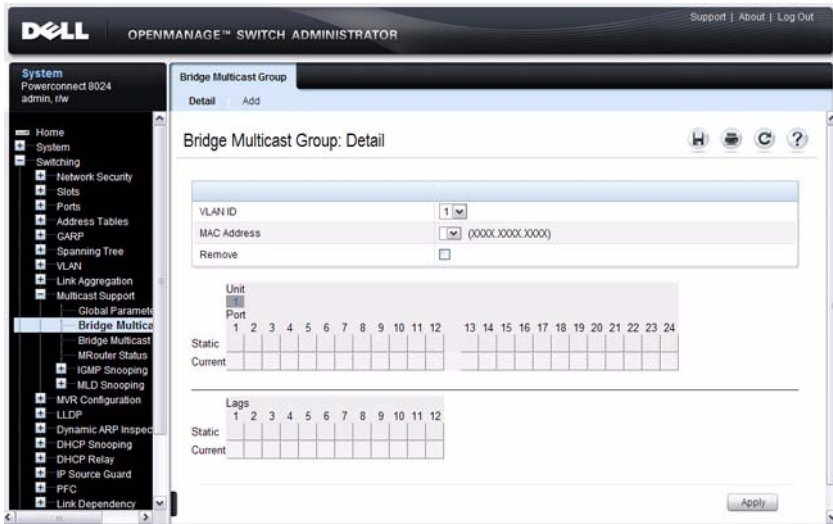 Support | About | Log Out
DELL OPENMANAGE™ SWITCH ADMINISTRATOR
System
Powerconnect 8024
admin, r/w
Home
System
Switching
Network Security
Slots
Ports
Address Tables
GARP
Spanning Tree
VLAN
Link Aggregation
Multicast Support
Global Paramete
Bridge Multica
Bridge Multicast
MRouter Status
IGMP Snooping
MLD Snooping
MVR Configuration
LLDP
Dynamic ARP Inspec
DHCP Snooping
DHCP Relay
IP Source Guard
PFC
Link Dependency
Bridge Multicast Group
Detail Add
Bridge Multicast Group: Detail
H C ?
VLAN ID 1
MAC Address (XXXX.XXXX.XXXX)
Remove
Unit
1
Port
1 2 3 4 5 6 7 8 9 10 11 12 13 14 15 16 17 18 19 20 21 22 23 24
Static
Current
Lags
1 2 3 4 5 6 7 8 9 10 11 12
Static
Current
Apply